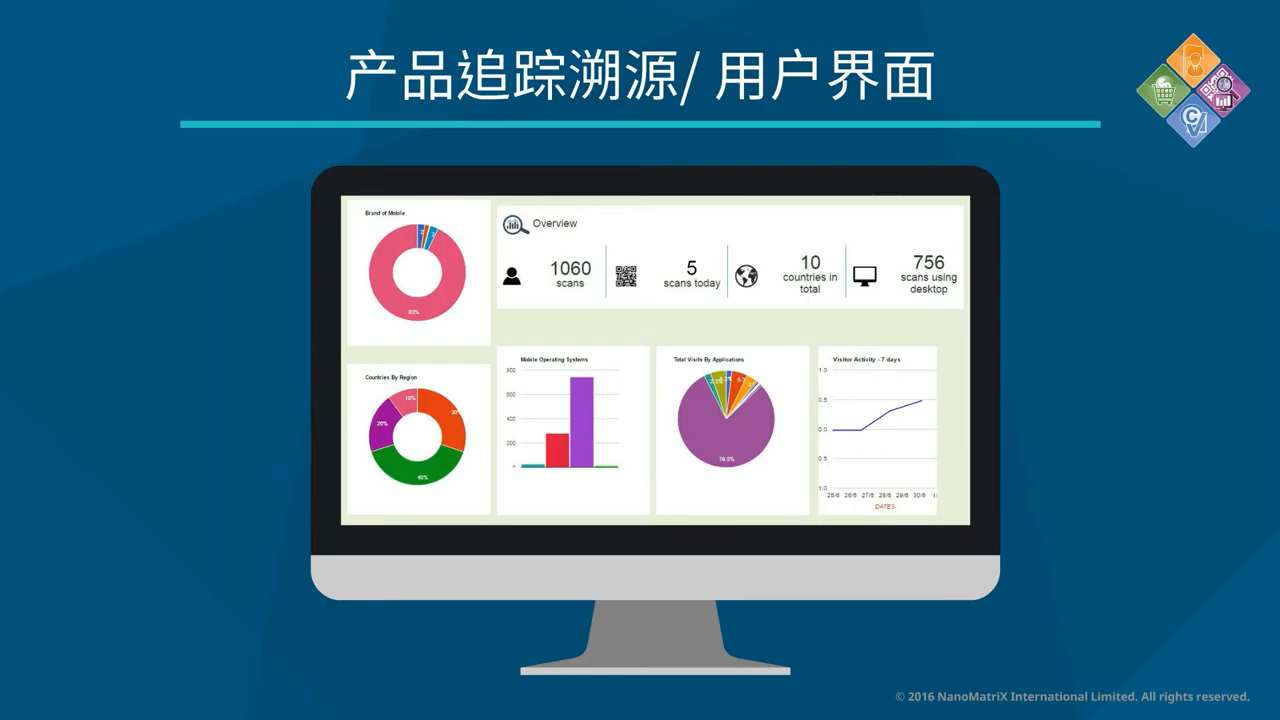 产品追踪溯源/ 用户界面
Brand of Mobile
93%
Overview
1060
scans
5
scans today
10
countries in
total
756
scans using
desktop
Countries By Region
10%
30%
20%
40%
Mobile Operating Systems
800
600
400
200
Total Visits By Applications
79.5%
Visitor Activity - 7 days
1.0
0.5
0.0
0.5
1.0
25/6 26/6 27/6 28/6 29/6 30/6
DATES
© 2016 NanoMatriX International Limited. All rights reserved.